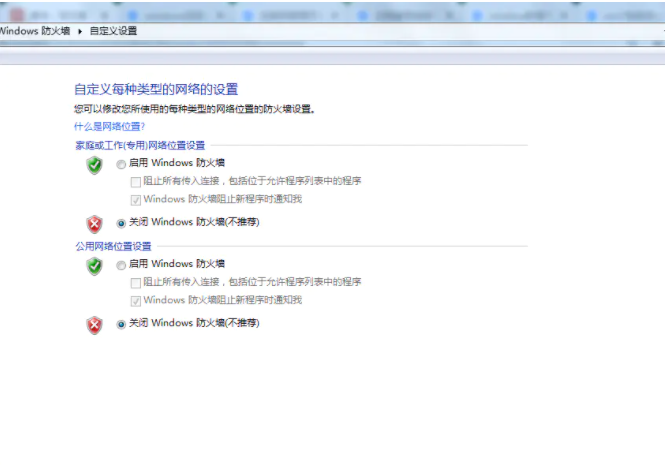 Windows 防火墙 ▸ 自定义设置
自定义每种类型的网络的设置
您可以修改您所使用的每种类型的网络位置的防火墙设置。
什么是网络位置?
家庭或工作(专用)网络位置设置
启用 Windows 防火墙
阻止所有传入连接，包括位于允许程序列表中的程序
Windows 防火墙阻止新程序时通知我
关闭 Windows 防火墙(不推荐)
公用网络位置设置
启用 Windows 防火墙
阻止所有传入连接，包括位于允许程序列表中的程序
Windows 防火墙阻止新程序时通知我
关闭 Windows 防火墙(不推荐)